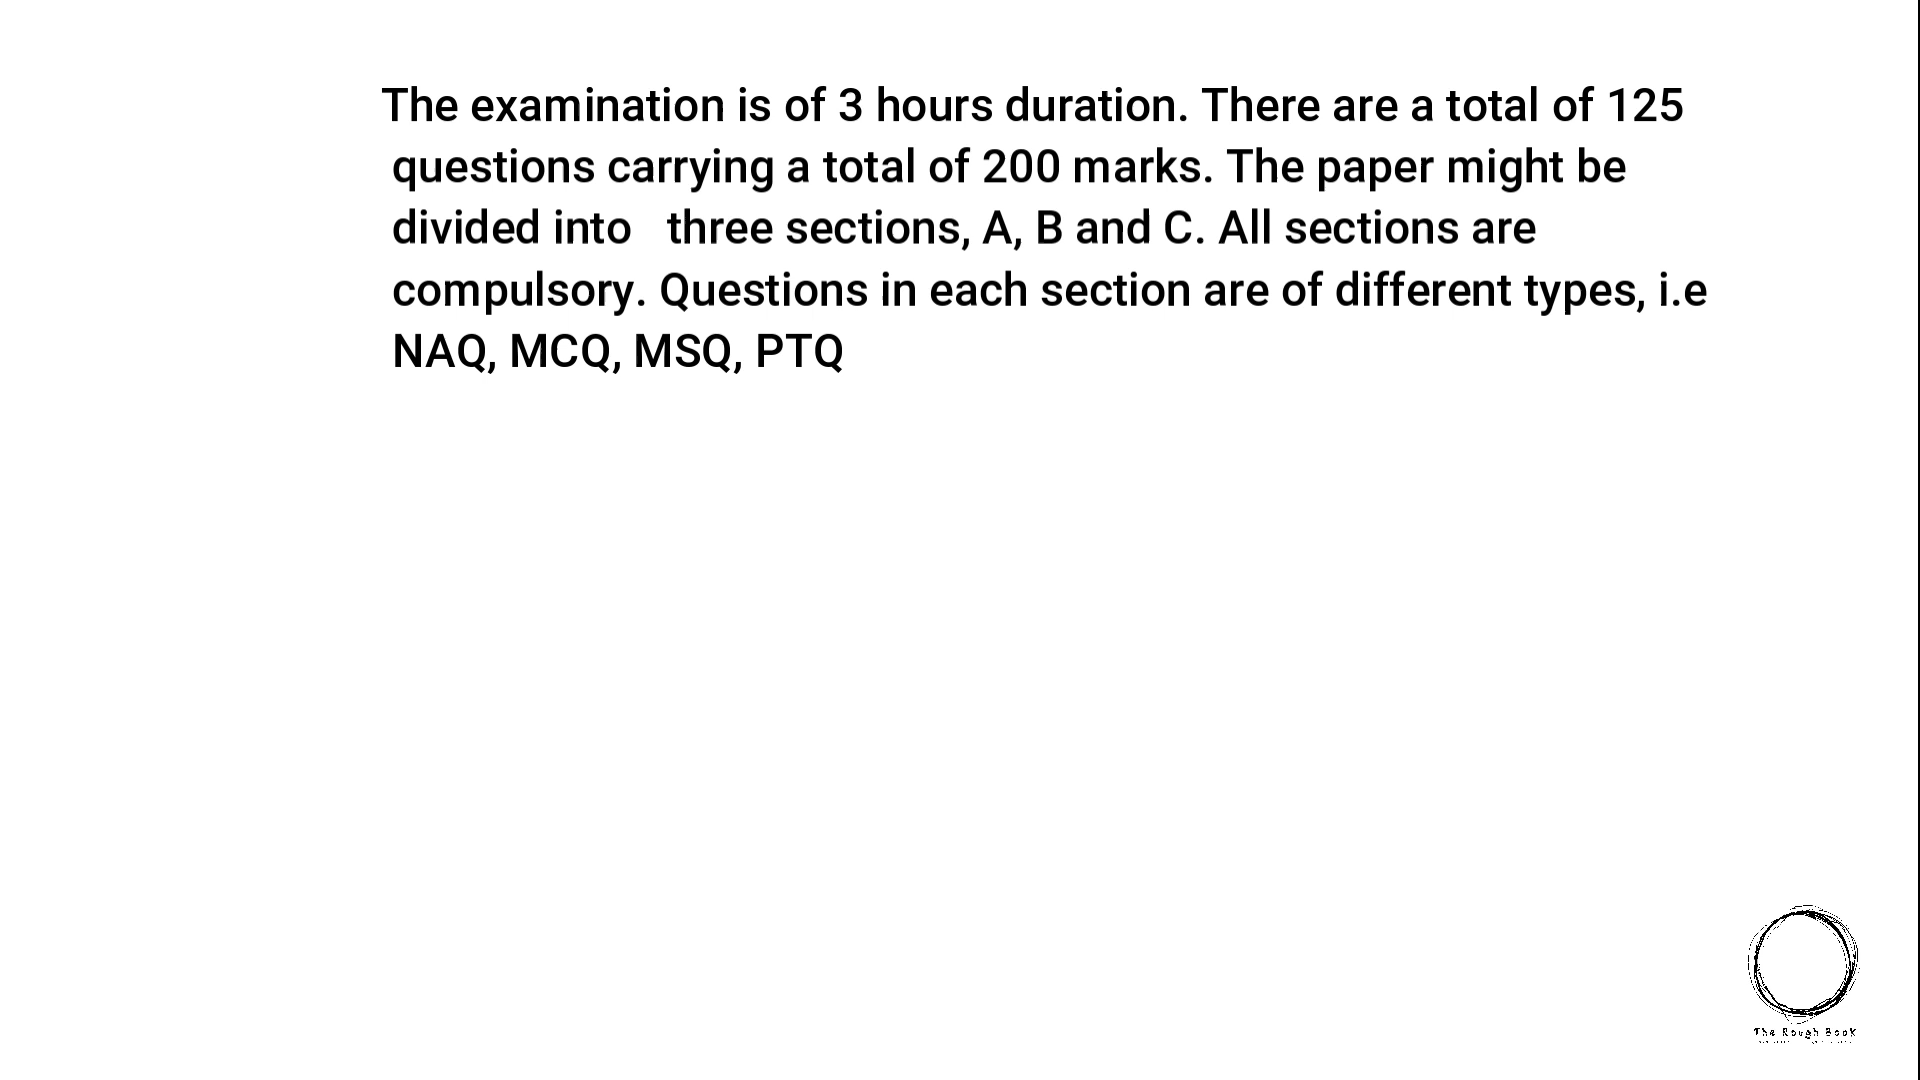 The examination is of 3 hours duration. There are a total of 125
questions carrying a total of 200 marks. The paper might be
divided into   three sections, A, B and C. All sections are
compulsory. Questions in each section are of different types, i.e
NAQ, MCQ, MSQ, PTQ
The Rough Book